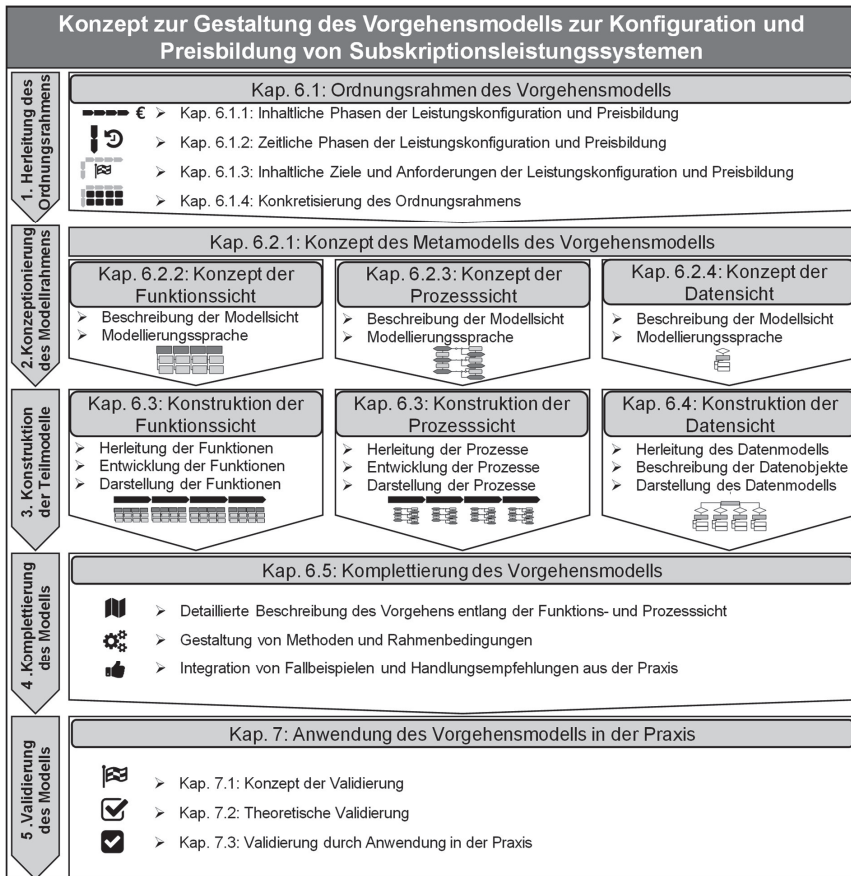 Konzept zur Gestaltung des Vorgehensmodells zur Konfiguration und
Preisbildung von Subskriptionsleistungssystemen
1. Herleitung des
Ordnungsrahmens
Kap. 6.1: Ordnungsrahmen des Vorgehensmodells
€ ➢ Kap. 6.1.1: Inhaltliche Phasen der Leistungskonfiguration und Preisbildung
➢ Kap. 6.1.2: Zeitliche Phasen der Leistungskonfiguration und Preisbildung
➢ Kap. 6.1.3: Inhaltliche Ziele und Anforderungen der Leistungskonfiguration und Preisbildung
➢ Kap. 6.1.4: Konkretisierung des Ordnungsrahmens
2.Konzeptionierung
des Modellrahmens
Kap. 6.2.1: Konzept des Metamodells des Vorgehensmodells
Kap. 6.2.2: Konzept der
Funktionssicht
➢ Beschreibung der Modellsicht
➢ Modellierungssprache
Kap. 6.2.3: Konzept der
Prozesssicht
➢ Beschreibung der Modellsicht
➢ Modellierungssprache
Kap. 6.2.4: Konzept der
Datensicht
➢ Beschreibung der Modellsicht
➢ Modellierungssprache
3. Konstruktion
der Teilmodelle
Kap. 6.3: Konstruktion der
Funktionssicht
➢ Herleitung der Funktionen
➢ Entwicklung der Funktionen
➢ Darstellung der Funktionen
Kap. 6.3: Konstruktion der
Prozesssicht
➢ Herleitung der Prozesse
➢ Entwicklung der Prozesse
➢ Darstellung der Prozesse
Kap. 6.4: Konstruktion der
Datensicht
➢ Herleitung des Datenmodells
➢ Beschreibung der Datenobjekte
➢ Darstellung des Datenmodells
4 .Komplettierung
des Modells
Kap. 6.5: Komplettierung des Vorgehensmodells
➢ Detaillierte Beschreibung des Vorgehens entlang der Funktions- und Prozesssicht
➢ Gestaltung von Methoden und Rahmenbedingungen
➢ Integration von Fallbeispielen und Handlungsempfehlungen aus der Praxis
5 .Validierung
des Modells
Kap. 7: Anwendung des Vorgehensmodells in der Praxis
➢ Kap. 7.1: Konzept der Validierung
➢ Kap. 7.2: Theoretische Validierung
➢ Kap. 7.3: Validierung durch Anwendung in der Praxis